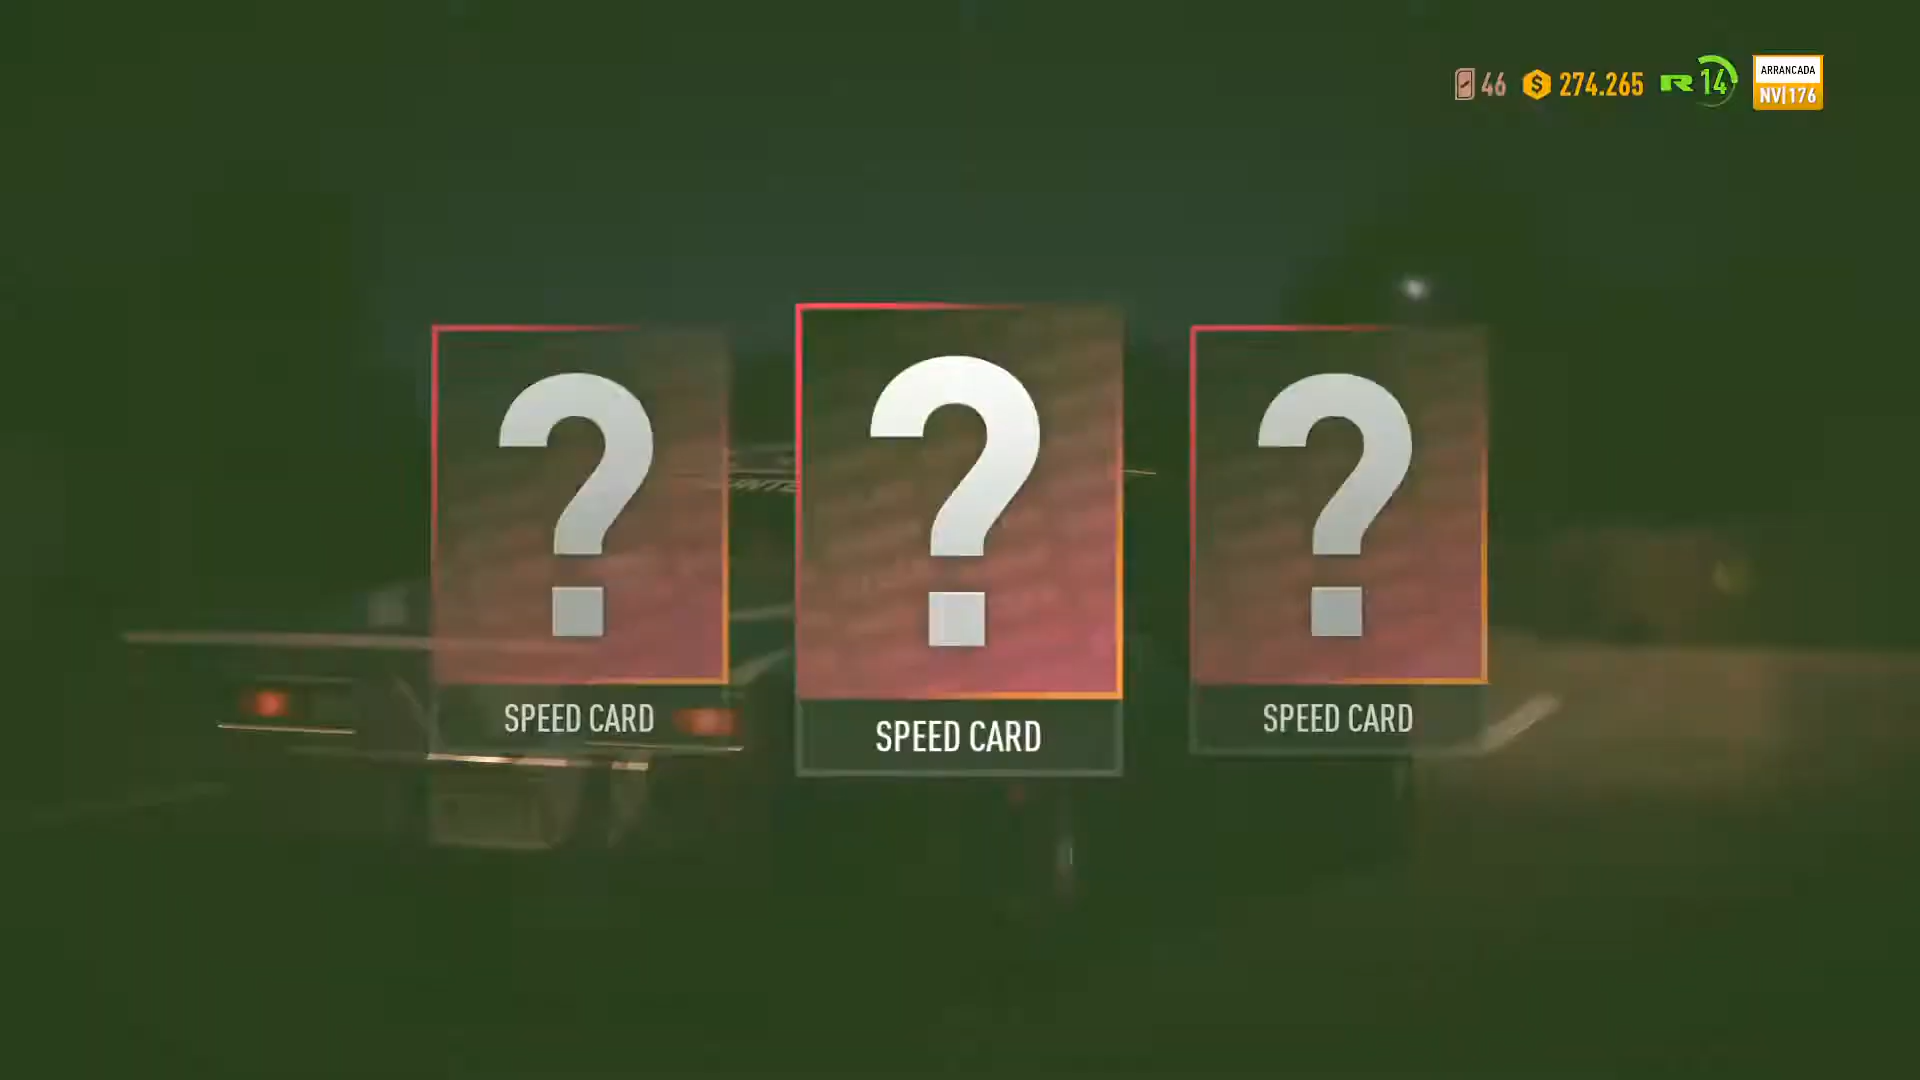 46 274.265 R 14 ARRANCADA
NV|176
?
?
?
SPEED CARD
SPEED CARD
SPEED CARD